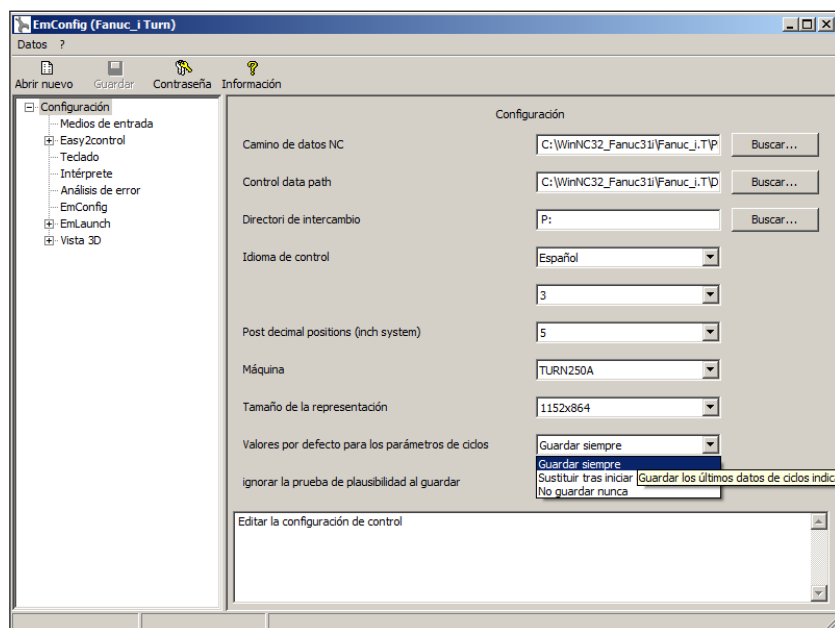 EmConfig (Fanuc_i Turn)
Datos ?
Abrir nuevo Guardar Contraseña Información
Configuración
Medios de entrada
Easy2control
Teclado
Intérprete
Análisis de error
EmConfig
EmLaunch
Vista 3D
Configuración
Camino de datos NC C:\WinNC32_Fanuc31i\Fanuc_i.T\P Buscar...
Control data path C:\WinNC32_Fanuc31i\Fanuc_i.T\D Buscar...
Directori de intercambio P: Buscar...
Idioma de control Español
3
Post decimal positions (inch system) 5
Máquina TURN250A
Tamaño de la representación 1152x864
Valores por defecto para los parámetros de ciclos Guardar siempre
Guardar siempre
ignorar la prueba de plausibilidad al guardar Sustituir tras iniciar Guardar los últimos datos de ciclos indica
No guardar nunca
Editar la configuración de control